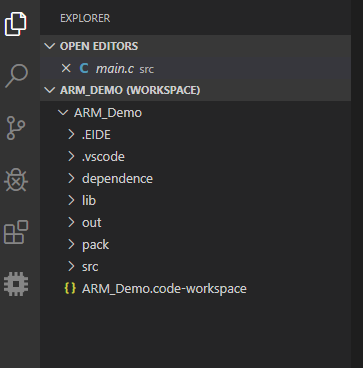 EXPLORER
OPEN EDITORS
main.c src
ARM_DEMO (WORKSPACE)
ARM_Demo
.EIDE
.vscode
dependence
lib
out
pack
src
ARM_Demo.code-workspace